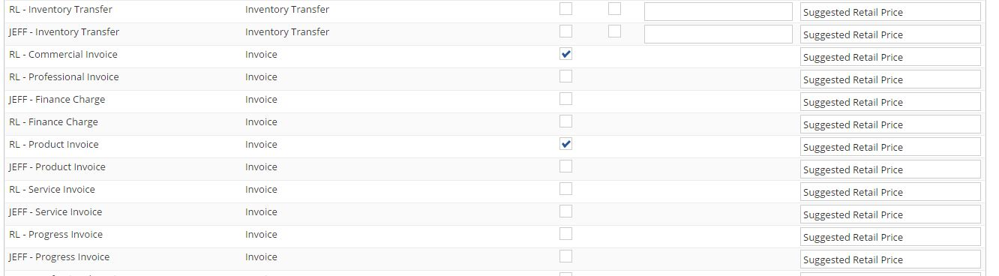 RL - Inventory Transfer Inventory Transfer Suggested Retail Price
JEFF - Inventory Transfer Inventory Transfer Suggested Retail Price
RL - Commercial Invoice Invoice Suggested Retail Price
RL - Professional Invoice Invoice Suggested Retail Price
JEFF - Finance Charge Invoice Suggested Retail Price
RL - Finance Charge Invoice Suggested Retail Price
RL - Product Invoice Invoice Suggested Retail Price
JEFF - Product Invoice Invoice Suggested Retail Price
RL - Service Invoice Invoice Suggested Retail Price
JEFF - Service Invoice Invoice Suggested Retail Price
RL - Progress Invoice Invoice Suggested Retail Price
JEFF - Progress Invoice Invoice Suggested Retail Price